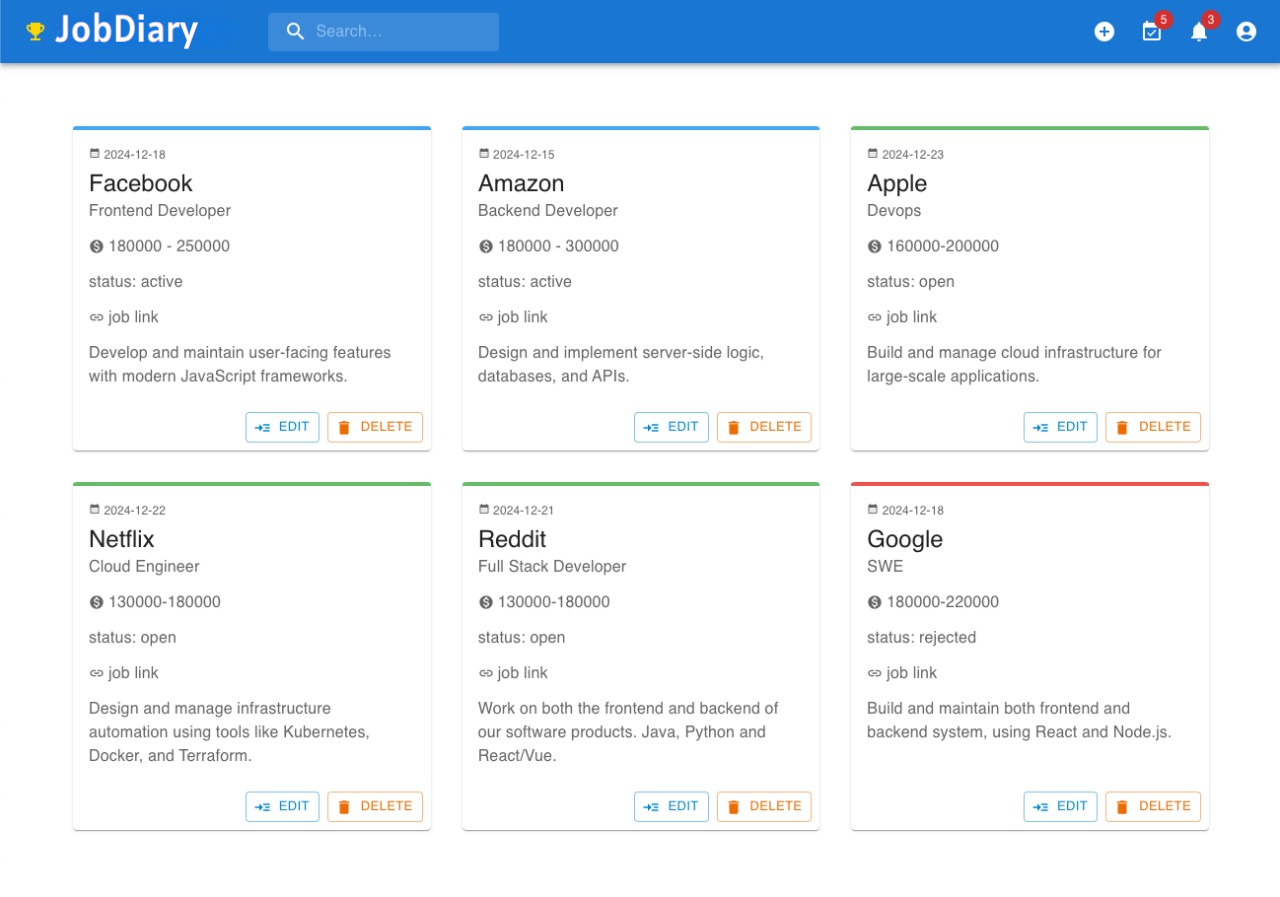 JobDiary
Search…
5
3
2024-12-18
Facebook
Frontend Developer
180000 - 250000
status: active
job link
Develop and maintain user-facing features
with modern JavaScript frameworks.
EDIT DELETE
2024-12-15
Amazon
Backend Developer
180000 - 300000
status: active
job link
Design and implement server-side logic,
databases, and APIs.
EDIT DELETE
2024-12-23
Apple
Devops
160000-200000
status: open
job link
Build and manage cloud infrastructure for
large-scale applications.
EDIT DELETE
2024-12-22
Netflix
Cloud Engineer
130000-180000
status: open
job link
Design and manage infrastructure
automation using tools like Kubernetes,
Docker, and Terraform.
EDIT DELETE
2024-12-21
Reddit
Full Stack Developer
130000-180000
status: open
job link
Work on both the frontend and backend of
our software products. Java, Python and
React/Vue.
EDIT DELETE
2024-12-18
Google
SWE
180000-220000
status: rejected
job link
Build and maintain both frontend and
backend system, using React and Node.js.
EDIT DELETE